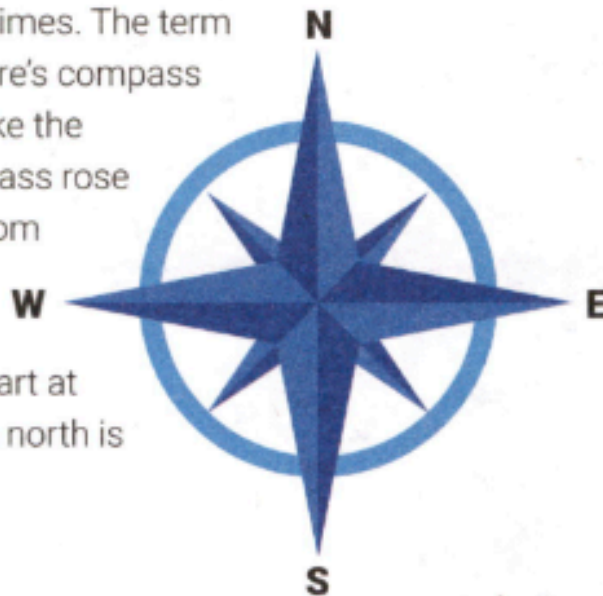 imes. The term
N
re's compass
ke the
ass rose
om
W
E
art at
north is
S